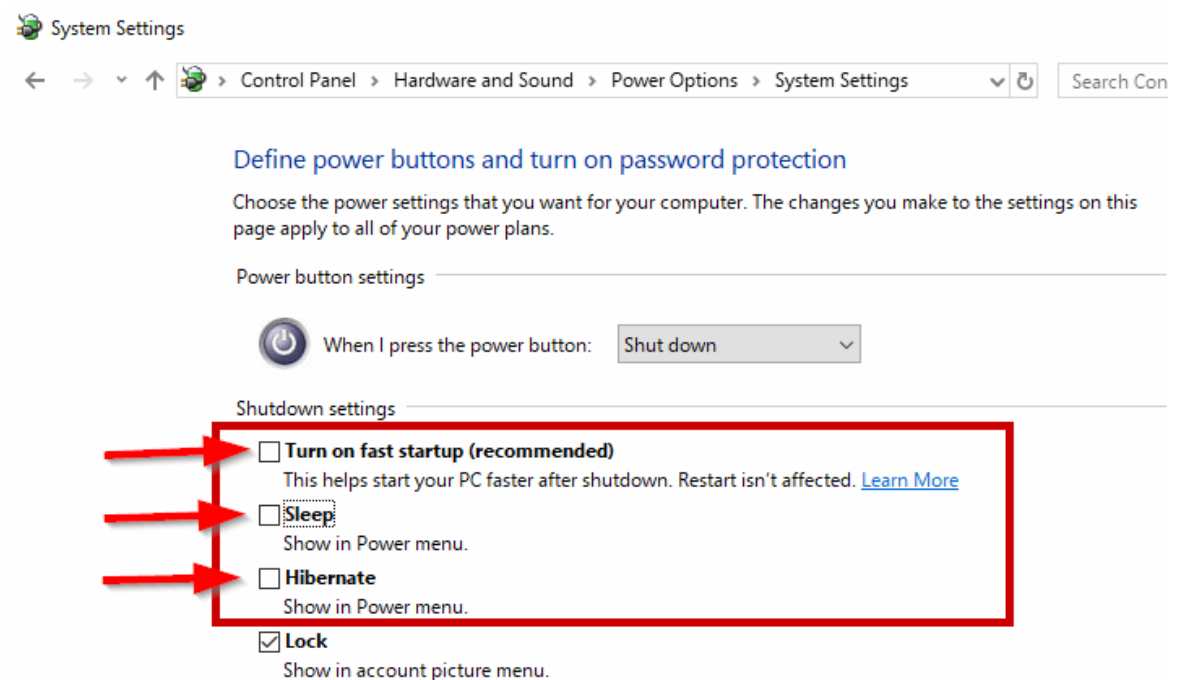 System Settings
Control Panel > Hardware and Sound > Power Options > System Settings
Search Con
Define power buttons and turn on password protection
Choose the power settings that you want for your computer. The changes you make to the settings on this
page apply to all of your power plans.
Power button settings
When I press the power button: Shut down
Shutdown settings
Turn on fast startup (recommended)
This helps start your PC faster after shutdown. Restart isn't affected. Learn More
Sleep
Show in Power menu.
Hibernate
Show in Power menu.
Lock
Show in account picture menu.